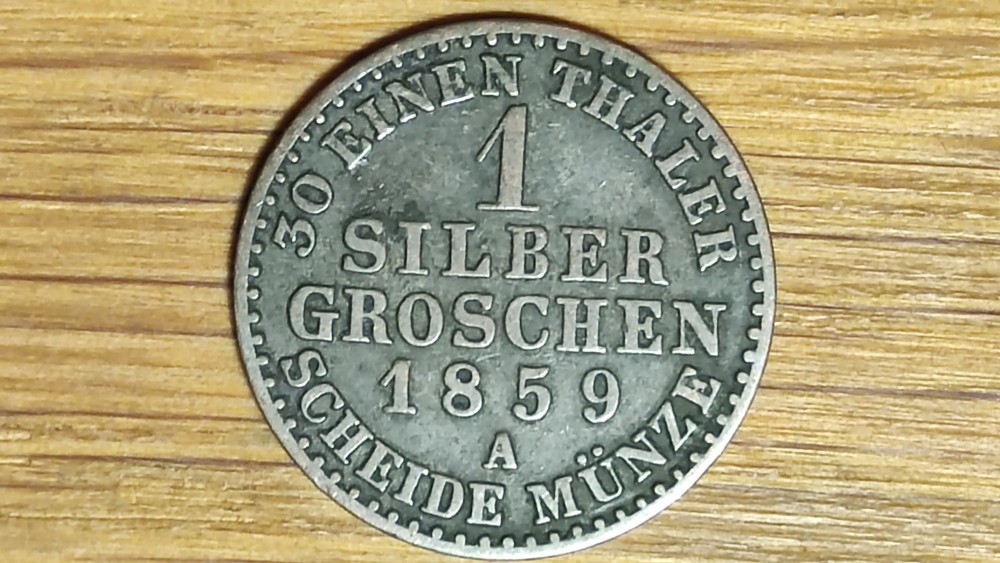 30 EINEN THALER
1
SILBER
GROSCHEN
1859
A
SCHEIDE MÜNZE